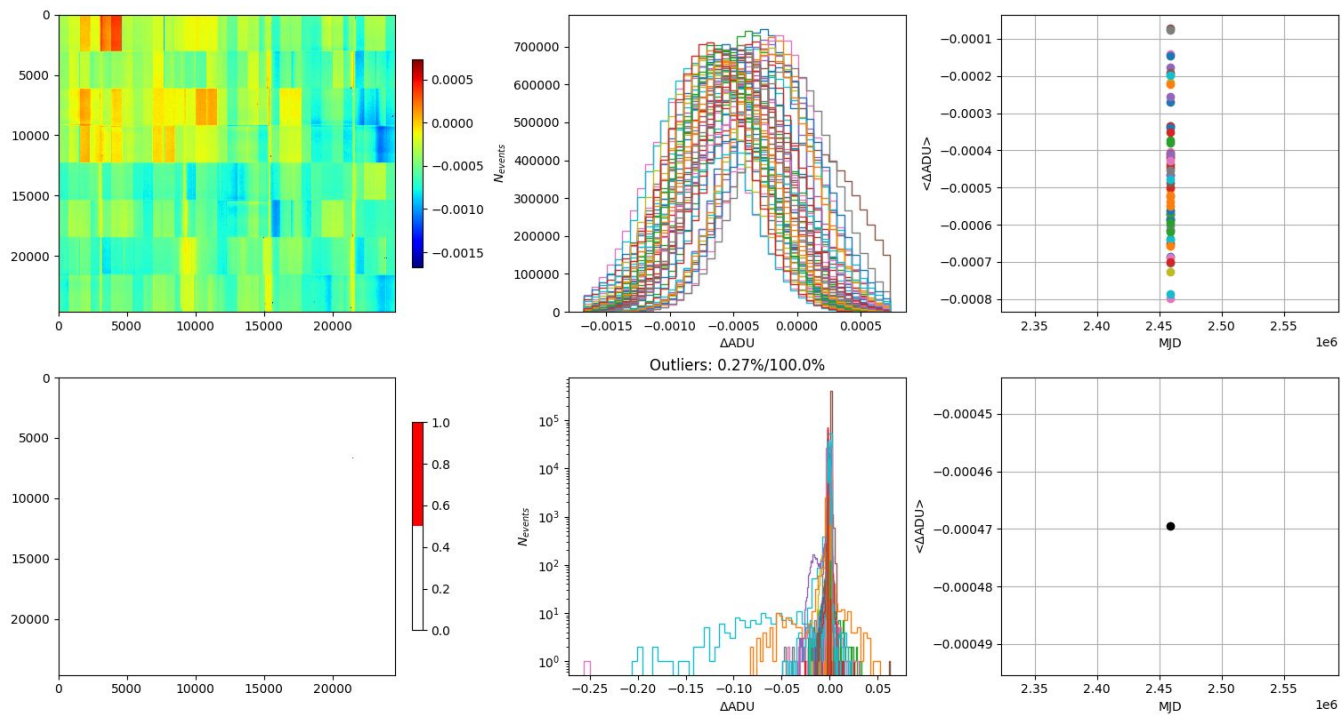 0
5000
10000
15000
20000
0 5000 10000 15000 20000
0.0005
0.0000
−0.0005
−0.0010
−0.0015
700000
600000
500000
400000
300000
200000
100000
0
N_events
−0.0015 −0.0010 −0.0005 0.0000 0.0005
ΔADU
−0.0001
−0.0002
−0.0003
−0.0004
−0.0005
−0.0006
−0.0007
−0.0008
<ΔADU>
2.35 2.40 2.45 2.50 2.55
MJD
1e6
0
5000
10000
15000
20000
0 5000 10000 15000 20000
1.0
0.8
0.6
0.4
0.2
0.0
Outliers: 0.27%/100.0%
10^5
10^4
10^3
10^2
10^1
10^0
N_events
−0.25 −0.20 −0.15 −0.10 −0.05 0.00 0.05
ΔADU
−0.00045
−0.00046
−0.00047
−0.00048
−0.00049
<ΔADU>
2.35 2.40 2.45 2.50 2.55
MJD
1e6